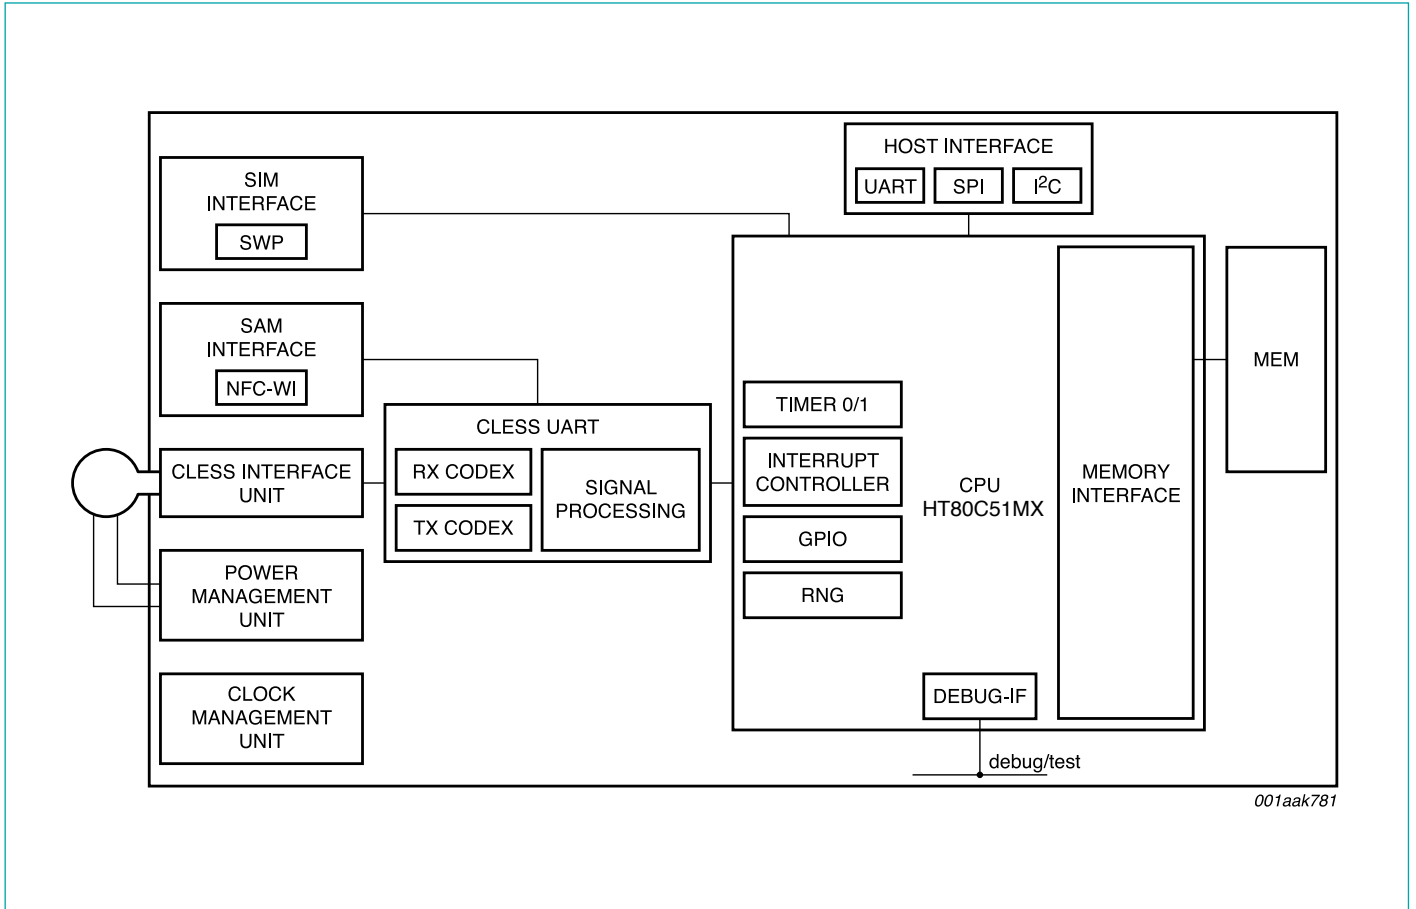 SIM
INTERFACE
SWP
SAM
INTERFACE
NFC-WI
CLESS INTERFACE
UNIT
POWER
MANAGEMENT
UNIT
CLOCK
MANAGEMENT
UNIT
CLESS UART
RX CODEX
TX CODEX
SIGNAL
PROCESSING
HOST INTERFACE
UART
SPI
I²C
TIMER 0/1
INTERRUPT
CONTROLLER
GPIO
RNG
CPU
HT80C51MX
DEBUG-IF
debug/test
MEMORY
INTERFACE
MEM
001aak781